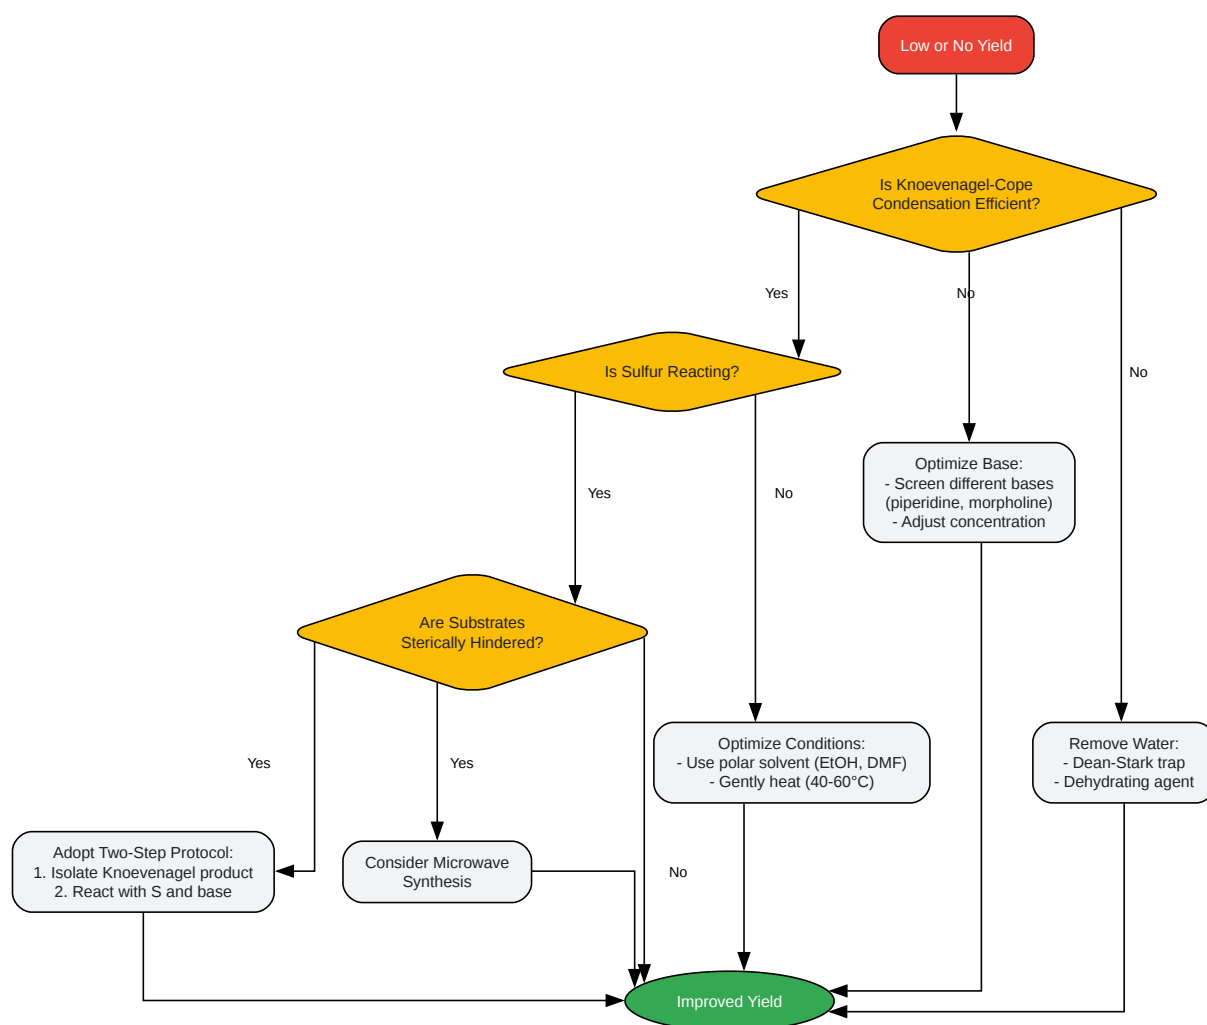 Low or No Yield
Is Knoevenagel-Cope
Condensation Efficient?
Yes
No
No
Is Sulfur Reacting?
Optimize Base:
- Screen different bases
(piperidine, morpholine)
- Adjust concentration
Yes
No
Are Substrates
Sterically Hindered?
Optimize Conditions:
- Use polar solvent (EtOH, DMF)
- Gently heat (40-60°C)
Remove Water:
- Dean-Stark trap
- Dehydrating agent
Yes
Yes
No
Adopt Two-Step Protocol:
1. Isolate Knoevenagel product
2. React with S and base
Consider Microwave
Synthesis
Improved Yield